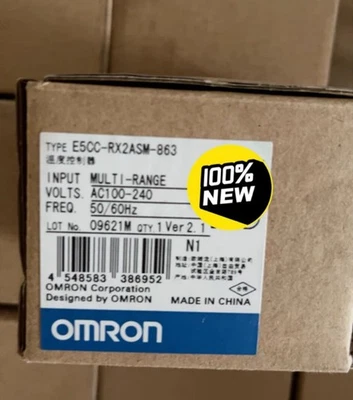 TYPE E5CC-RX2ASM-863
温度控制器
INPUT MULTI-RANGE
VOLTS. AC100-240
FREQ. 50/60Hz
LOT No. 09621M QTY.1 Ver2.1
N1
4 548583 386952
OMRON Corporation
Designed by OMRON
MADE IN CHINA
OMRON
100%
NEW